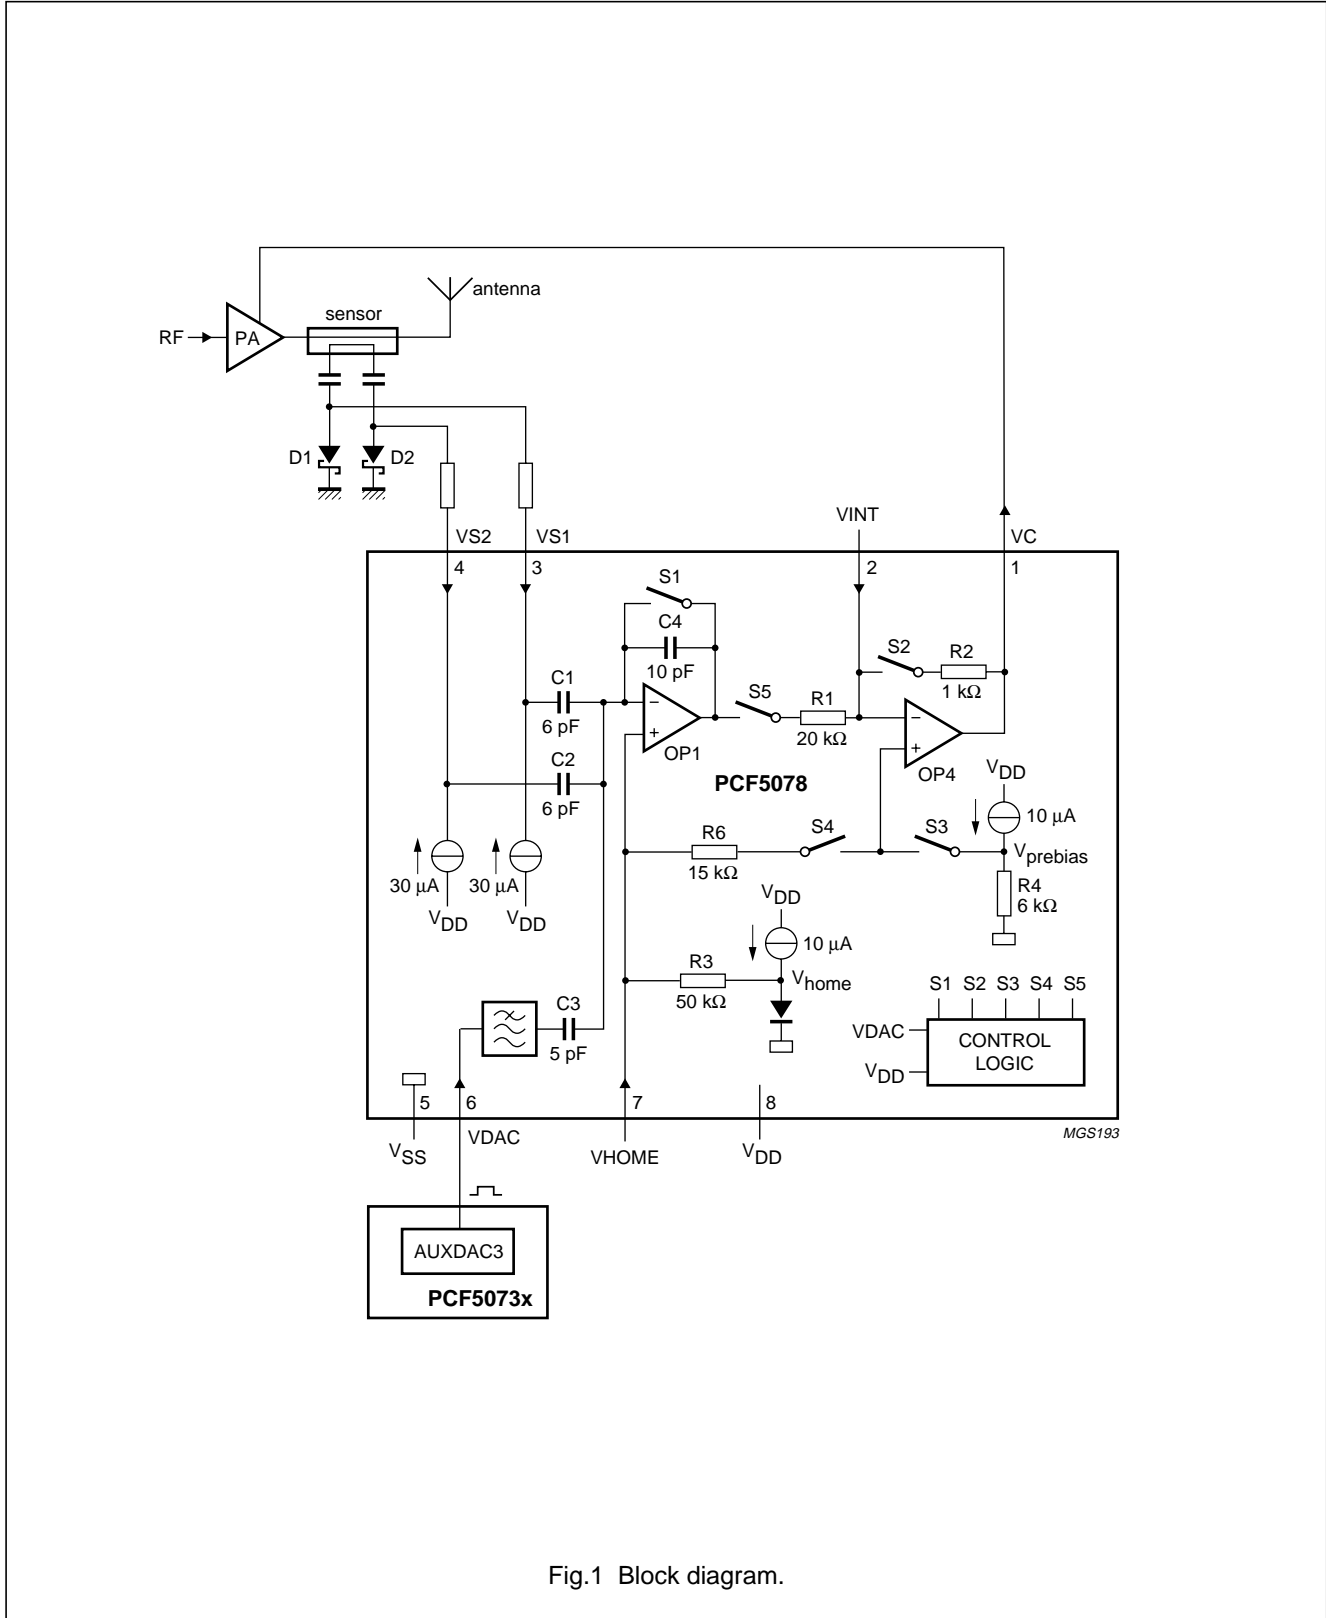 antenna
sensor
RF
PA
D1
D2
VINT
VS2
VS1
VC
4
3
2
1
S1
C4
10 pF
S2
R2
1 kΩ
C1
6 pF
S5
R1
20 kΩ
−
+
OP1
−
+
OP4
C2
6 pF
PCF5078
VDD
10 μA
R6
15 kΩ
S4
S3
Vprebias
R4
6 kΩ
30 μA
30 μA
VDD
VDD
VDD
10 μA
R3
50 kΩ
Vhome
S1 S2 S3 S4 S5
C3
5 pF
VDAC
VDD
CONTROL
LOGIC
5
6
7
8
VSS
VDAC
VHOME
VDD
MGS193
AUXDAC3
PCF5073x
Fig.1 Block diagram.